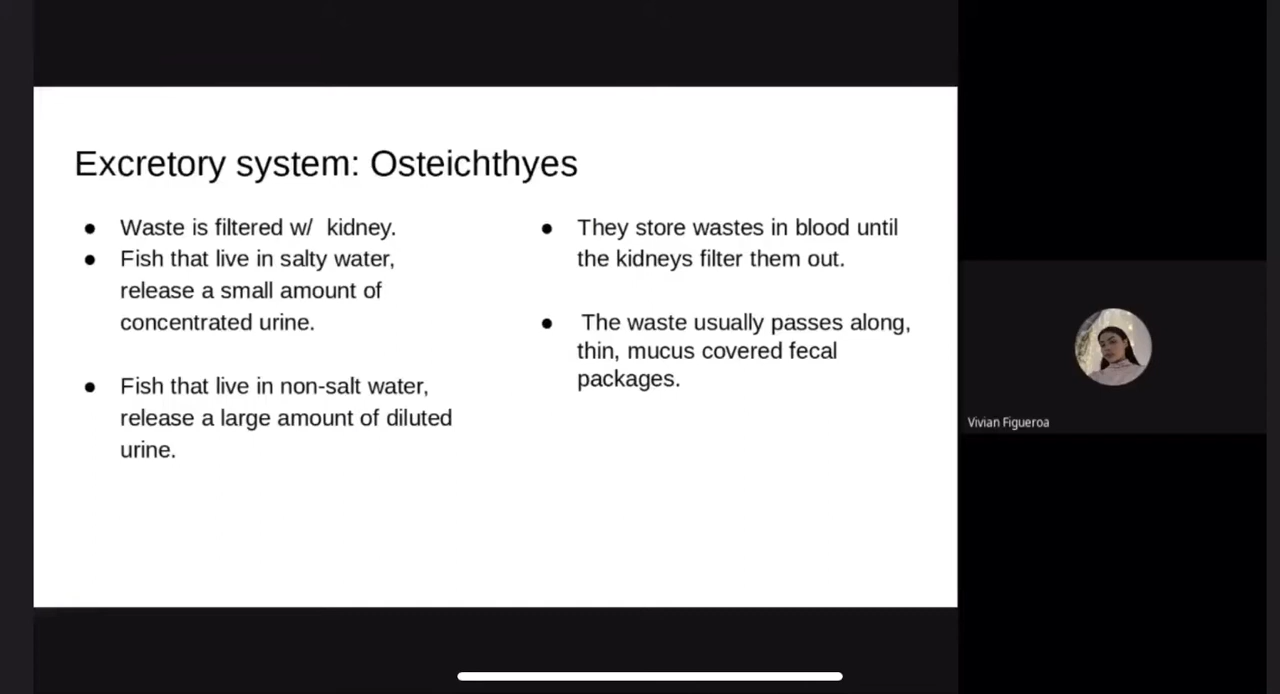 Excretory system: Osteichthyes
● Waste is filtered w/  kidney.
● Fish that live in salty water,
release a small amount of
concentrated urine.
● Fish that live in non-salt water,
release a large amount of diluted
urine.
● They store wastes in blood until
the kidneys filter them out.
● The waste usually passes along,
thin, mucus covered fecal
packages.
Vivian Figueroa